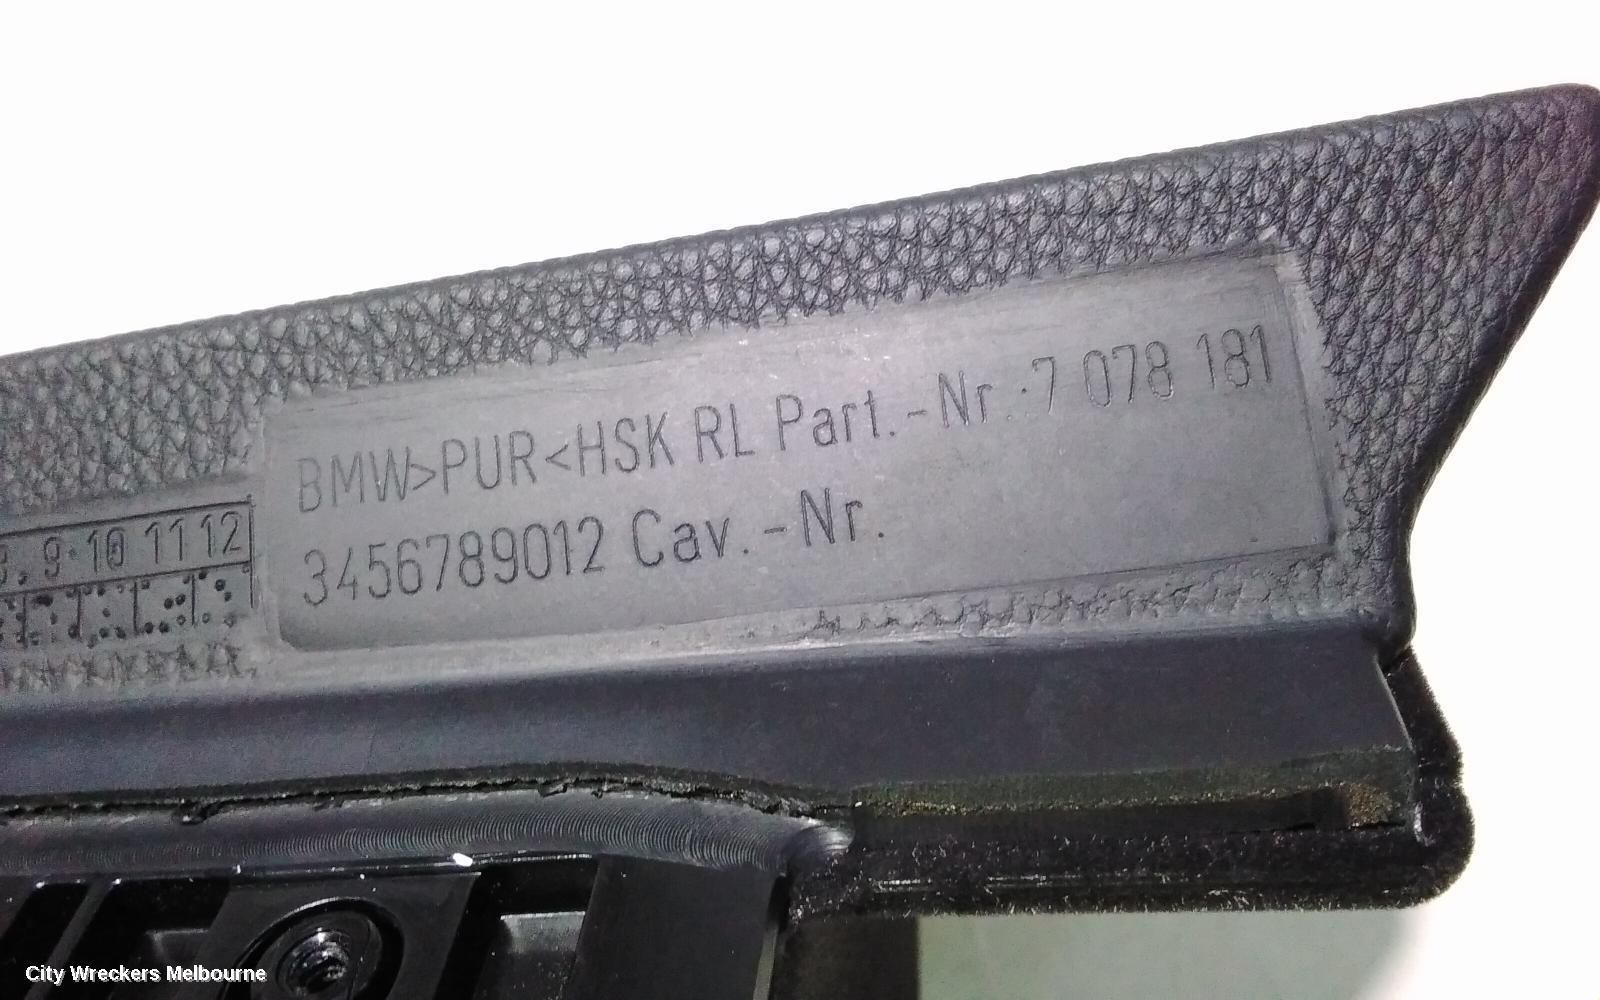 BMW>PUR<HSK RL Part.-Nr.:7 078 181
3456789012 Cav.-Nr.
9 10 11 12
City Wreckers Melbourne